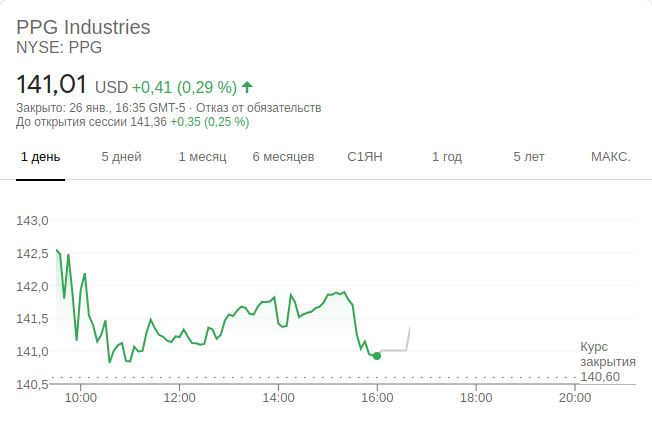 PPG Industries
NYSE: PPG
141,01 USD +0,41 (0,29 %)
Закрыто: 26 янв., 16:35 GMT-5 · Отказ от обязательств
До открытия сессии 141,36 +0,35 (0,25 %)
1 день 5 дней 1 месяц 6 месяцев С1ЯН 1 год 5 лет МАКС.
143,0
142,5
142,0
141,5
141,0
140,5
Курс
закрытия
140,60
10:00 12:00 14:00 16:00 18:00 20:00